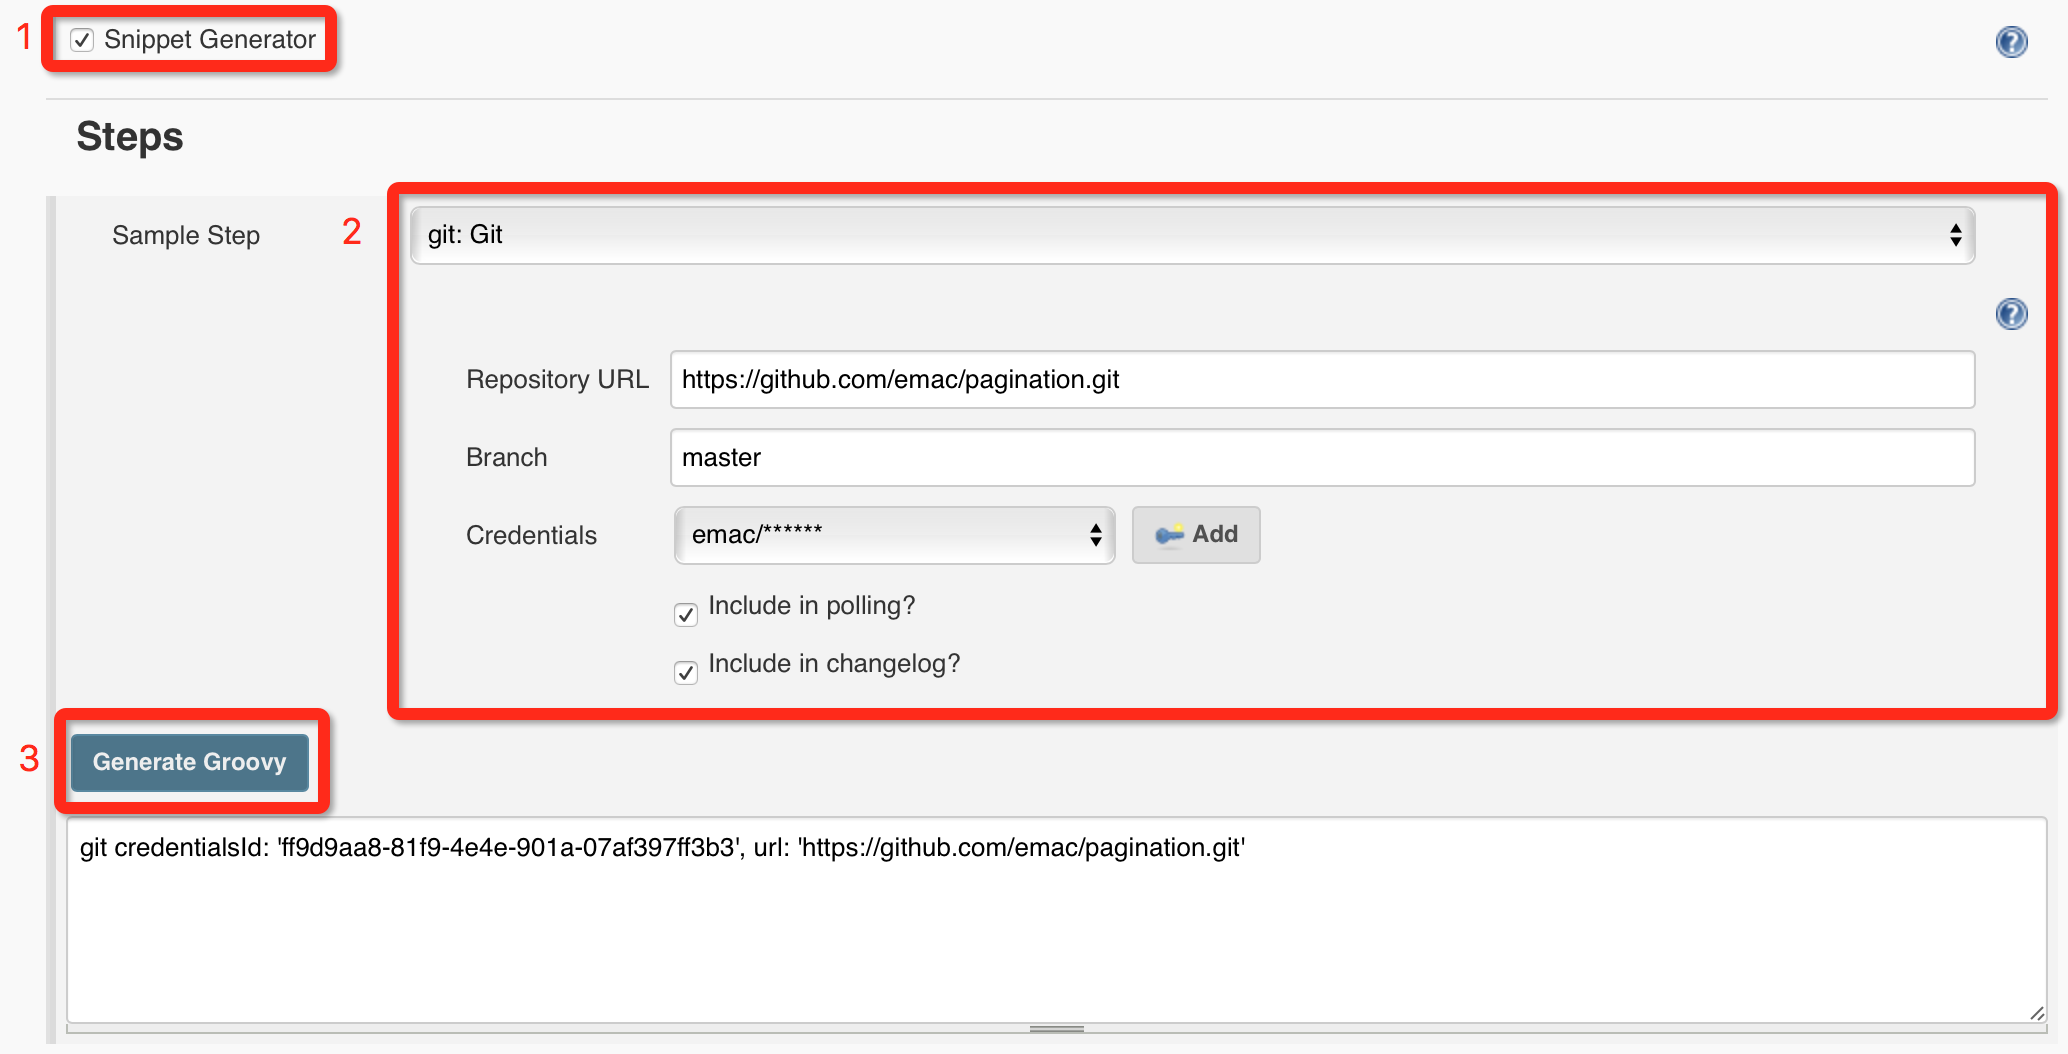 1 Snippet Generator
?
Steps
Sample Step 2 git: Git
?
Repository URL https://github.com/emac/pagination.git
Branch master
Credentials emac/****** Add
Include in polling?
Include in changelog?
3 Generate Groovy
git credentialsId: 'ff9d9aa8-81f9-4e4e-901a-07af397ff3b3', url: 'https://github.com/emac/pagination.git'